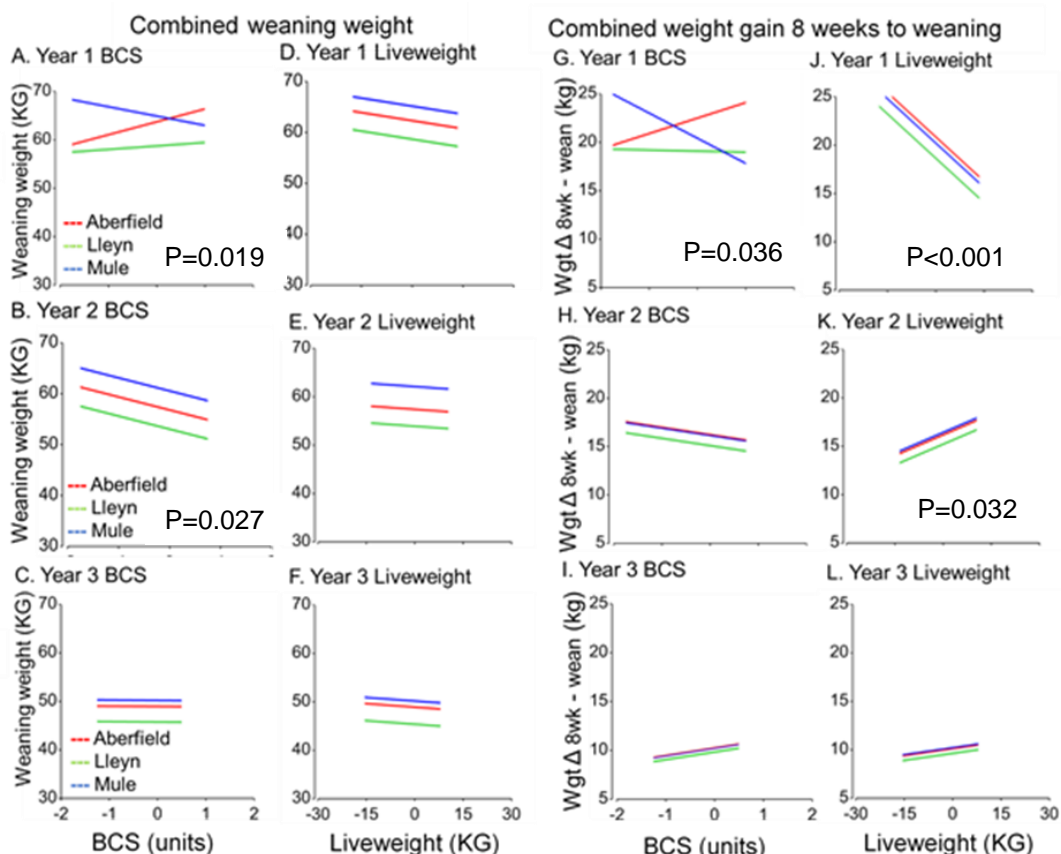 Combined weaning weight
Combined weight gain 8 weeks to weaning
A. Year 1 BCS
D. Year 1 Liveweight
G. Year 1 BCS
J. Year 1 Liveweight
Weaning weight (KG)
70
60
50
40
30
Aberfield
Lleyn
Mule
P=0.019
70
60
50
40
30
Wgt Δ 8wk - wean (kg)
25
20
15
10
5
P=0.036
25
20
15
10
5
P<0.001
B. Year 2 BCS
E. Year 2 Liveweight
H. Year 2 BCS
K. Year 2 Liveweight
Weaning weight (KG)
70
60
50
40
30
Aberfield
Lleyn
Mule
P=0.027
70
60
50
40
30
Wgt Δ 8wk - wean (kg)
25
20
15
10
5
25
20
15
10
5
P=0.032
C. Year 3 BCS
F. Year 3 Liveweight
I. Year 3 BCS
L. Year 3 Liveweight
Weaning weight (KG)
70
60
50
40
30
Aberfield
Lleyn
Mule
-2 -1 0 1 2
BCS (units)
70
60
50
40
30
-30 -15 0 15 30
Liveweight (KG)
Wgt Δ 8wk - wean (kg)
25
20
15
10
5
-2 -1 0 1 2
BCS (units)
25
20
15
10
5
-30 -15 0 15 30
Liveweight (KG)